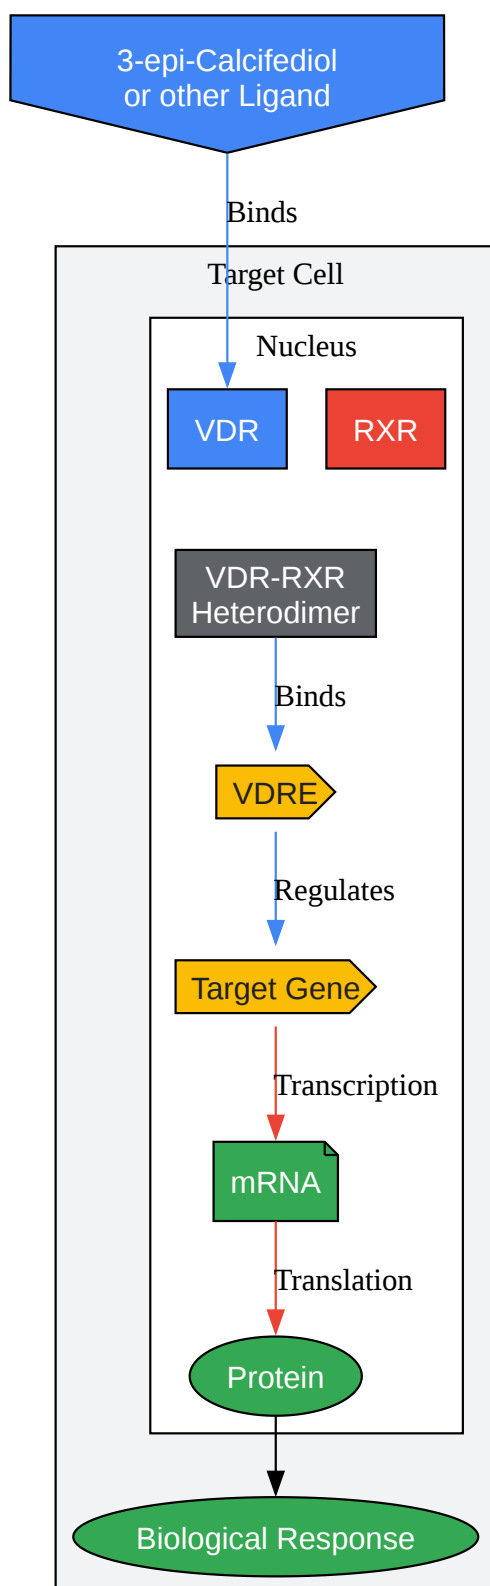 3-epi-Calcifediol
or other Ligand
Binds
Target Cell
Nucleus
VDR
RXR
VDR-RXR
Heterodimer
Binds
VDRE
Regulates
Target Gene
Transcription
mRNA
Translation
Protein
Biological Response